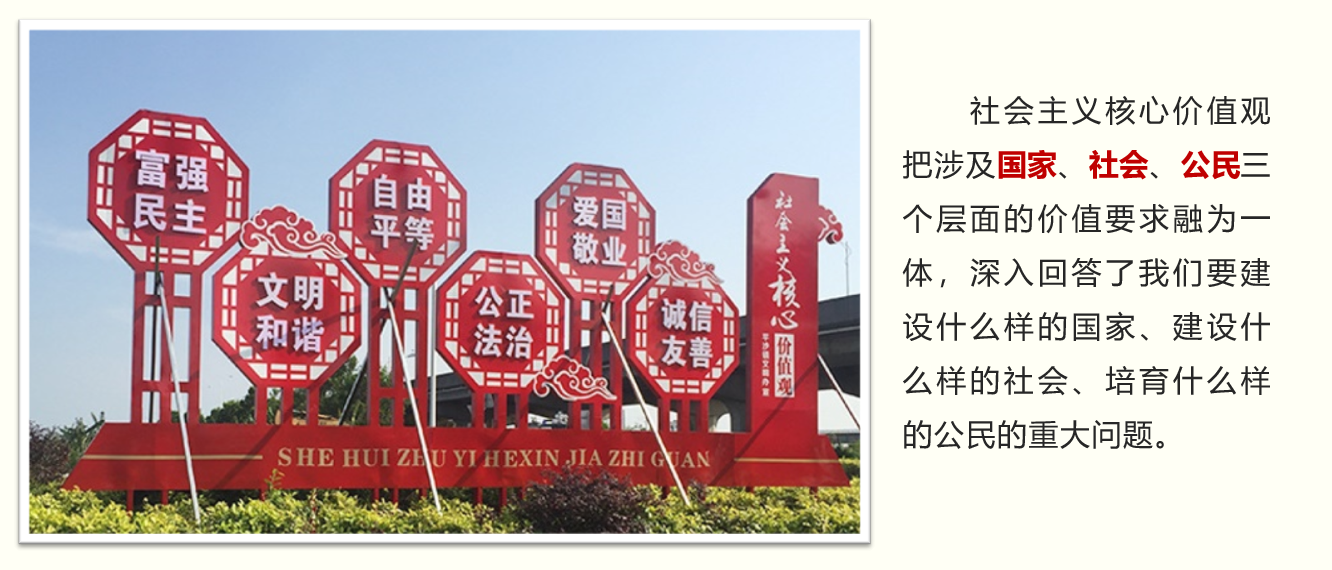 富强
民主
文明
和谐
自由
平等
公正
法治
爱国
敬业
诚信
友善
社会主义核心
价值观
SHE HUI ZHU YI HEXIN JIA ZHI GUAN
社会主义核心价值观
把涉及国家、社会、公民三
个层面的价值要求融为一
体，深入回答了我们要建
设什么样的国家、建设什
么样的社会、培育什么样
的公民的重大问题。